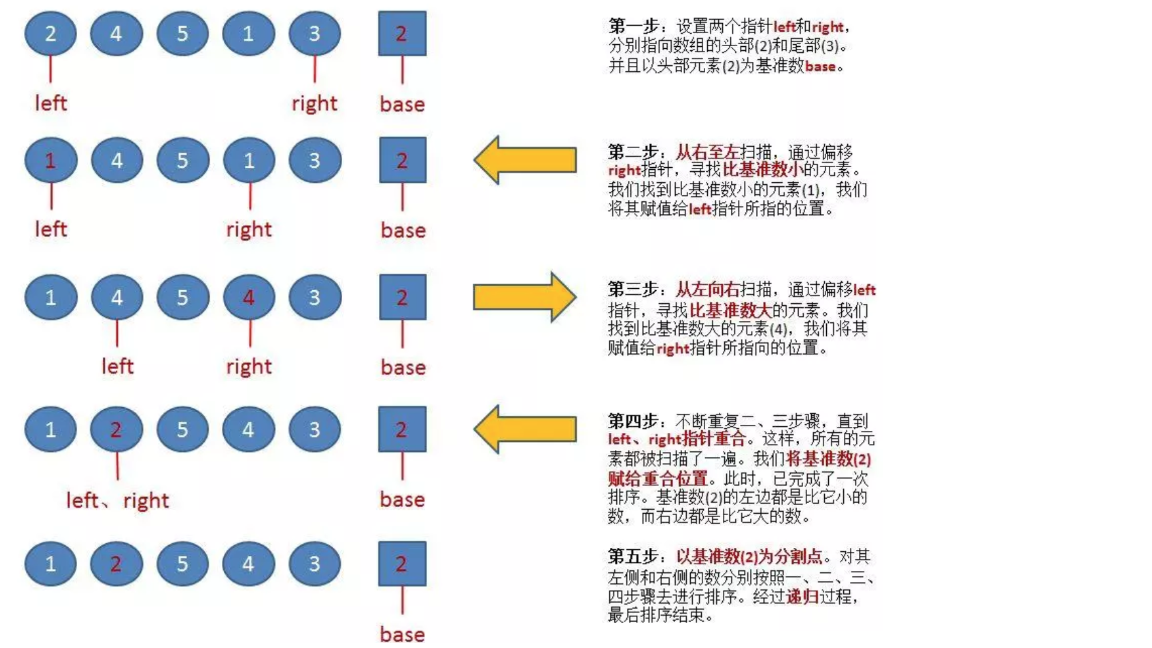 2 4 5 1 3 2
left right base
第一步：设置两个指针left和right，
分别指向数组的头部(2)和尾部(3)。
并且以头部元素(2)为基准数base。
1 4 5 1 3 2
left right base
第二步：从右至左扫描，通过偏移
right指针，寻找比基准数小的元素。
我们找到比基准数小的元素(1)，我们
将其赋值给left指针所指的位置。
1 4 5 4 3 2
left right base
第三步：从左向右扫描，通过偏移left
指针，寻找比基准数大的元素。我们
找到比基准数大的元素(4)，我们将其
赋值给right指针所指向的位置。
1 2 5 4 3 2
left、right base
第四步：不断重复二、三步骤，直到
left、right指针重合。这样，所有的元
素都被扫描了一遍。我们将基准数(2)
赋给重合位置。此时，已完成了一次
排序。基准数(2)的左边都是比它小的
数，而右边都是比它大的数。
1 2 5 4 3 2
base
第五步：以基准数(2)为分割点。对其
左侧和右侧的数分别按照一、二、三、
四步骤去进行排序。经过递归过程，
最后排序结束。